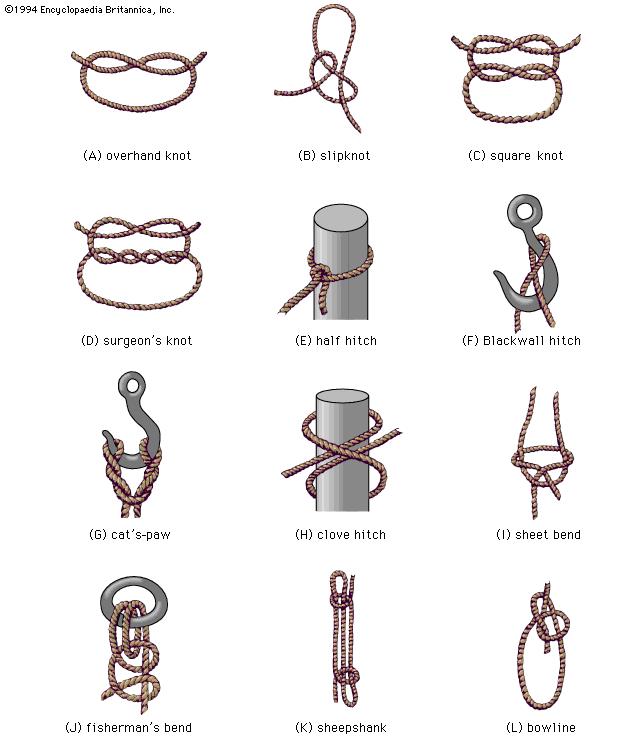 ©1994 Encyclopaedia Britannica, Inc.
(A) overhand knot
(B) slipknot
(C) square knot
(D) surgeon's knot
(E) half hitch
(F) Blackwall hitch
(G) cat's-paw
(H) clove hitch
(I) sheet bend
(J) fisherman's bend
(K) sheepshank
(L) bowline